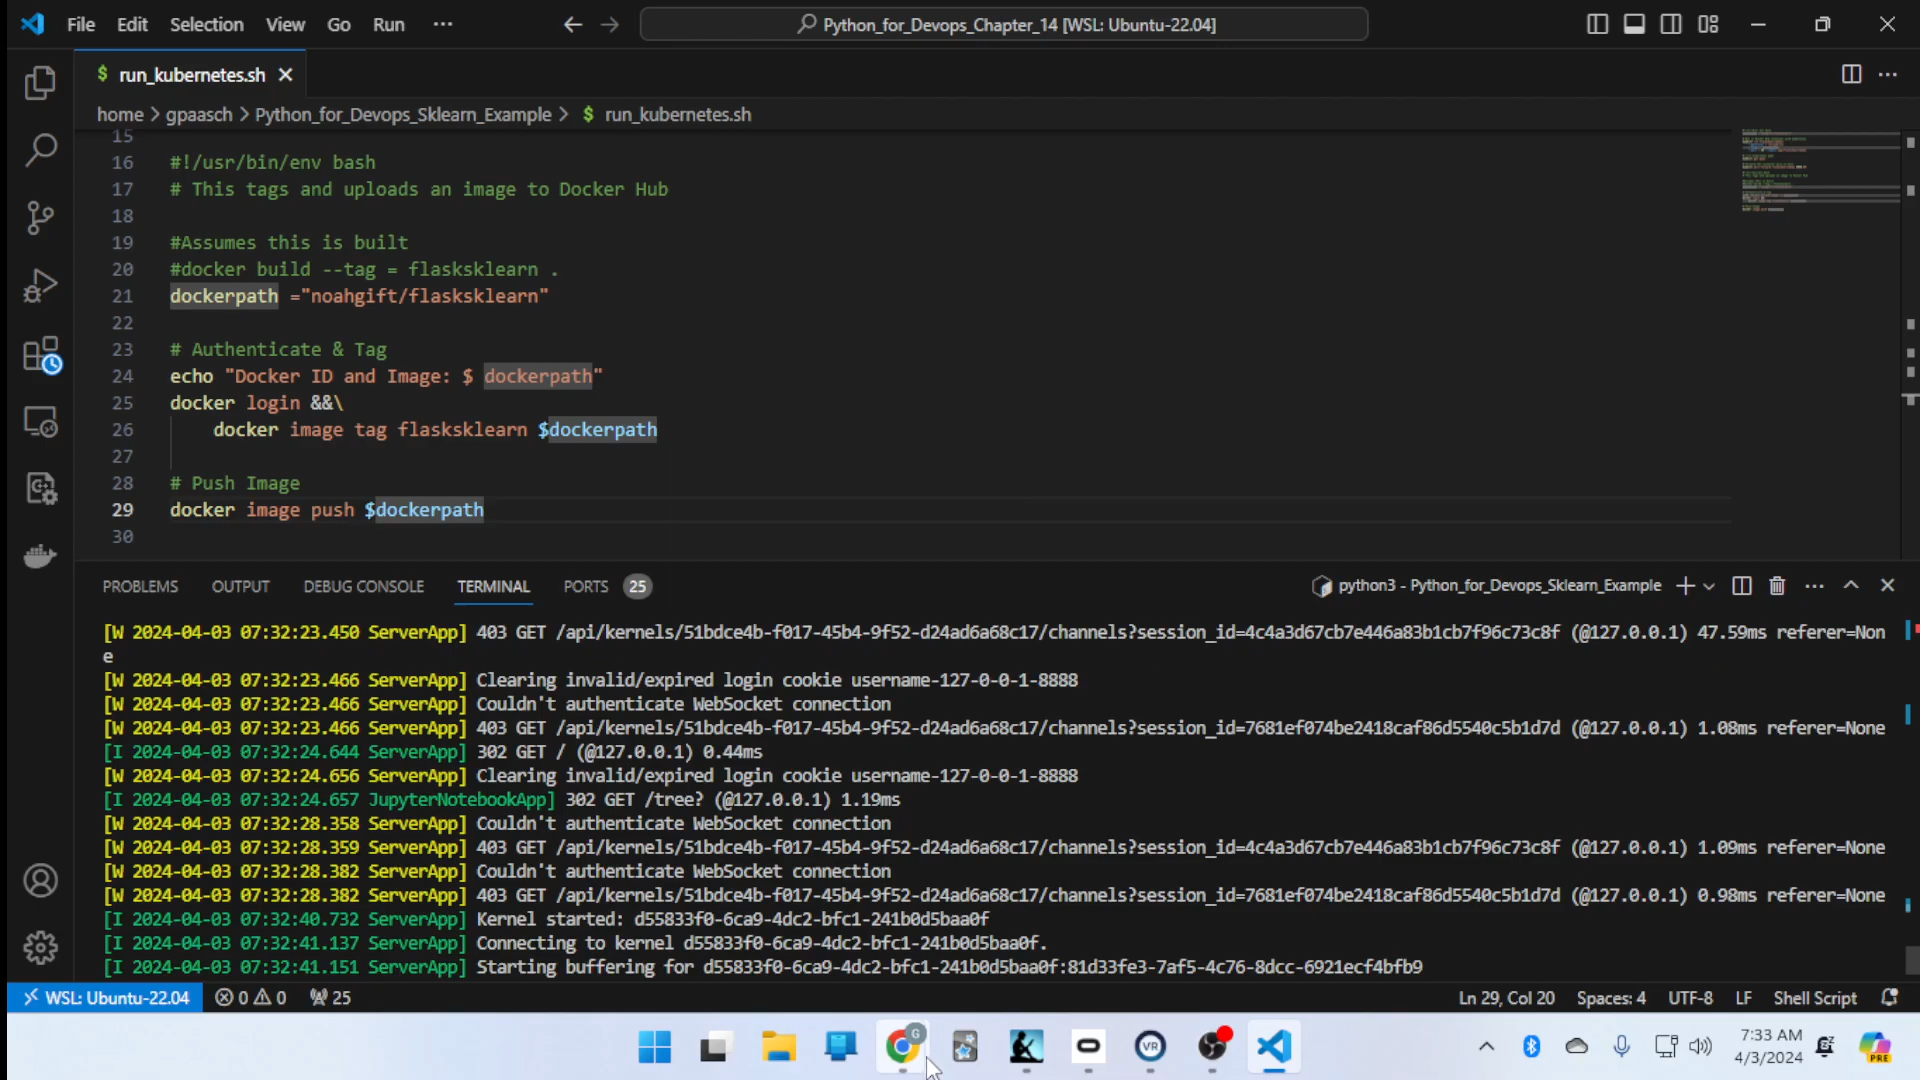 File Edit Selection View Go Run ···
Python_for_Devops_Chapter_14 [WSL: Ubuntu-22.04]
$ run_kubernetes.sh
home > gpaasch > Python_for_Devops_Sklearn_Example > $ run_kubernetes.sh
15
16 #!/usr/bin/env bash
17 # This tags and uploads an image to Docker Hub
18
19 #Assumes this is built
20 #docker build --tag = flasksklearn .
21 dockerpath ="noahgift/flasksklearn"
22
23 # Authenticate & Tag
24 echo "Docker ID and Image: $ dockerpath"
25 docker login &&\
26 docker image tag flasksklearn $dockerpath
27
28 # Push Image
29 docker image push $dockerpath
30
PROBLEMS OUTPUT DEBUG CONSOLE TERMINAL PORTS 25 python3 - Python_for_Devops_Sklearn_Example
[W 2024-04-03 07:32:23.450 ServerApp] 403 GET /api/kernels/51bdce4b-f017-45b4-9f52-d24ad6a68c17/channels?session_id=4c4a3d67cb7e446a83b1cb7f96c73c8f (@127.0.0.1) 47.59ms referer=Non
e
[W 2024-04-03 07:32:23.466 ServerApp] Clearing invalid/expired login cookie username-127-0-0-1-8888
[W 2024-04-03 07:32:23.466 ServerApp] Couldn't authenticate WebSocket connection
[W 2024-04-03 07:32:23.466 ServerApp] 403 GET /api/kernels/51bdce4b-f017-45b4-9f52-d24ad6a68c17/channels?session_id=7681ef074be2418caf86d5540c5b1d7d (@127.0.0.1) 1.08ms referer=None
[I 2024-04-03 07:32:24.644 ServerApp] 302 GET / (@127.0.0.1) 0.44ms
[W 2024-04-03 07:32:24.656 ServerApp] Clearing invalid/expired login cookie username-127-0-0-1-8888
[I 2024-04-03 07:32:24.657 JupyterNotebookApp] 302 GET /tree? (@127.0.0.1) 1.19ms
[W 2024-04-03 07:32:28.358 ServerApp] Couldn't authenticate WebSocket connection
[W 2024-04-03 07:32:28.359 ServerApp] 403 GET /api/kernels/51bdce4b-f017-45b4-9f52-d24ad6a68c17/channels?session_id=4c4a3d67cb7e446a83b1cb7f96c73c8f (@127.0.0.1) 1.09ms referer=None
[W 2024-04-03 07:32:28.382 ServerApp] Couldn't authenticate WebSocket connection
[W 2024-04-03 07:32:28.382 ServerApp] 403 GET /api/kernels/51bdce4b-f017-45b4-9f52-d24ad6a68c17/channels?session_id=7681ef074be2418caf86d5540c5b1d7d (@127.0.0.1) 0.98ms referer=None
[I 2024-04-03 07:32:40.732 ServerApp] Kernel started: d55833f0-6ca9-4dc2-bfc1-241b0d5baa0f
[I 2024-04-03 07:32:41.137 ServerApp] Connecting to kernel d55833f0-6ca9-4dc2-bfc1-241b0d5baa0f.
[I 2024-04-03 07:32:41.151 ServerApp] Starting buffering for d55833f0-6ca9-4dc2-bfc1-241b0d5baa0f:81d33fe3-7af5-4c76-8dcc-6921ecf4bfb9
WSL: Ubuntu-22.04 0 0 25 Ln 29, Col 20 Spaces: 4 UTF-8 LF Shell Script
G VR 7:33 AM
4/3/2024 PRE